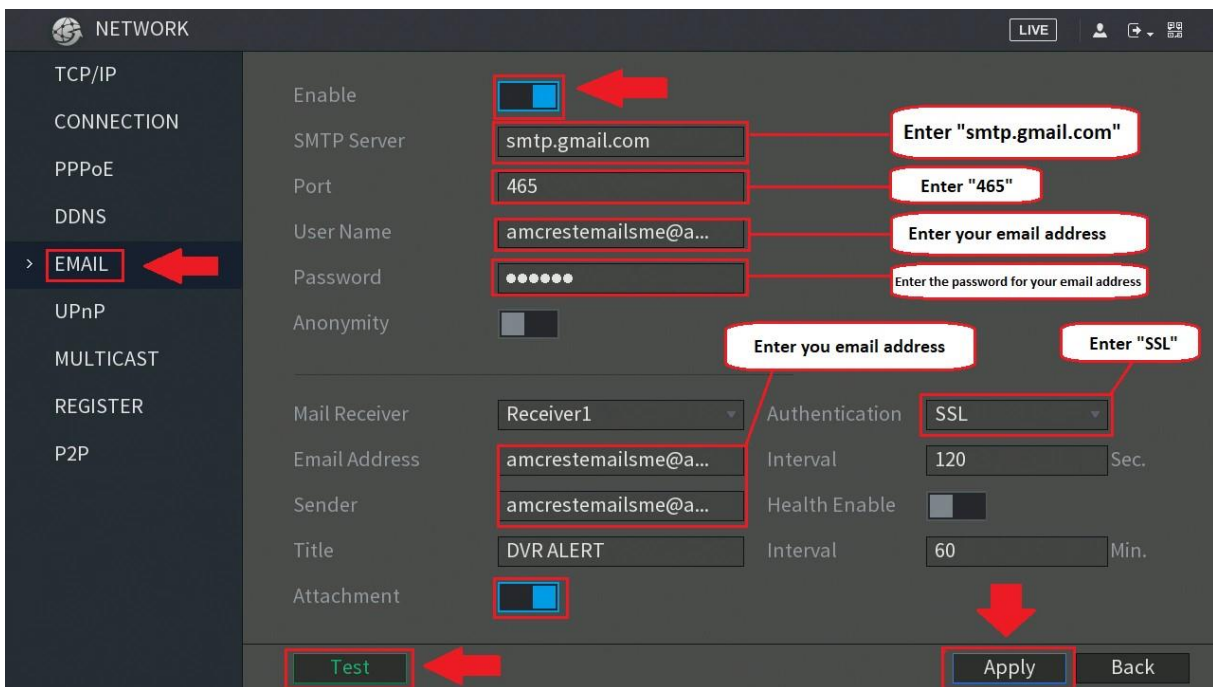 NETWORK
LIVE
TCP/IP
CONNECTION
PPPoE
DDNS
> EMAIL
UPnP
MULTICAST
REGISTER
P2P
Enable
SMTP Server smtp.gmail.com Enter "smtp.gmail.com"
Port 465 Enter "465"
User Name amcrestemailsme@a... Enter your email address
Password ●●●●●● Enter the password for your email address
Anonymity
Enter you email address Enter "SSL"
Mail Receiver Receiver1 Authentication SSL
Email Address amcrestemailsme@a... Interval 120 Sec.
Sender amcrestemailsme@a... Health Enable
Title DVR ALERT Interval 60 Min.
Attachment
Test Apply Back